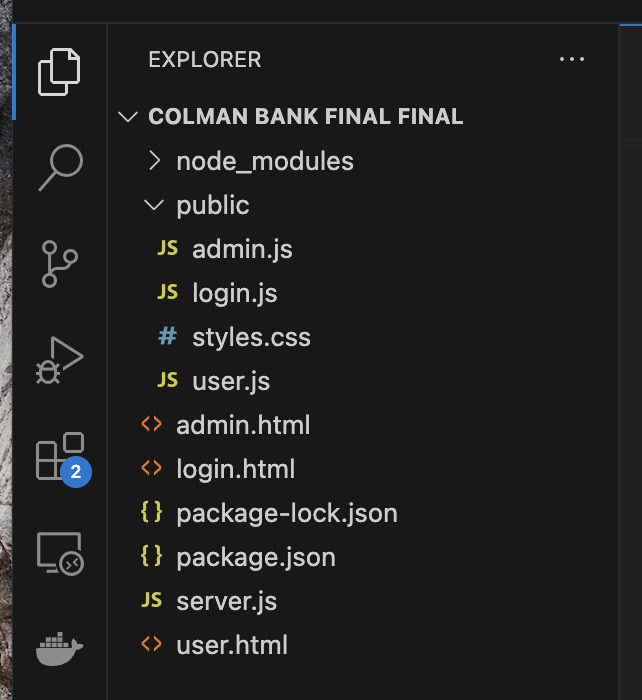 EXPLORER
COLMAN BANK FINAL FINAL
node_modules
public
JS admin.js
JS login.js
# styles.css
JS user.js
<> admin.html
<> login.html
{} package-lock.json
{} package.json
JS server.js
<> user.html
2